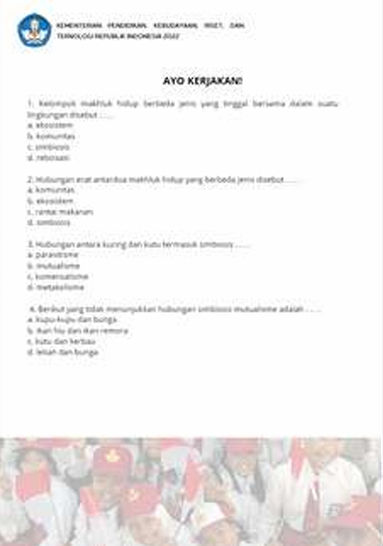 KEMENTERIAN PENDIDIKAN, KEBUDAYAAN, RISET, DAN
TEKNOLOGI REPUBLIK INDONESIA 2022
AYO KERJAKAN!
1. Kelompok makhluk hidup berbeda jenis yang tinggal bersama dalam suatu
lingkungan disebut . . . .
a. ekosistem
b. komunitas
c. simbiosis
d. reboisasi
2. Hubungan erat antardua makhluk hidup yang berbeda jenis disebut . . . .
a. komunitas
b. ekosistem
c. rantai makanan
d. simbiosis
3. Hubungan antara kucing dan kutu termasuk simbiosis . . . .
a. parasitisme
b. mutualisme
c. komensalisme
d. metabolisme
4. Berikut yang tidak menunjukkan hubungan simbiosis mutualisme adalah . . . .
a. kupu-kupu dan bunga
b. ikan hiu dan ikan remora
c. kutu dan kerbau
d. lebah dan bunga